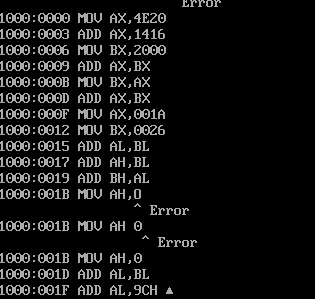 Error
1000:0000 MOV AX,4E20
1000:0003 ADD AX,1416
1000:0006 MOV BX,2000
1000:0009 ADD AX,BX
1000:000B MOV BX,AX
1000:000D ADD AX,BX
1000:000F MOV AX,001A
1000:0012 MOV BX,0026
1000:0015 ADD AL,BL
1000:0017 ADD AH,BL
1000:0019 ADD BH,AL
1000:001B MOV AH,O
^ Error
1000:001B MOV AH 0
^ Error
1000:001B MOV AH,0
1000:001D ADD AL,BL
1000:001F ADD AL,9CH